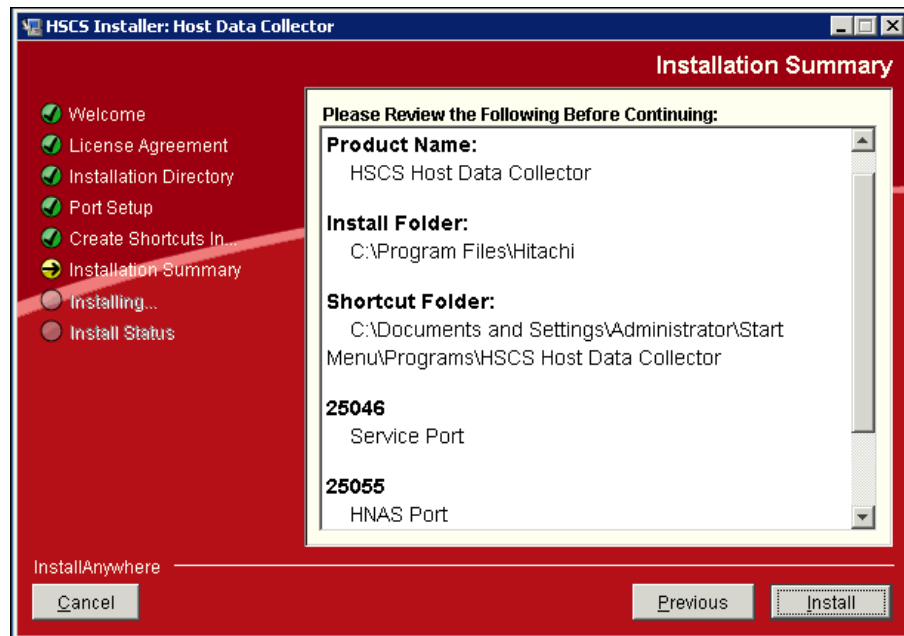 HSCS Installer: Host Data Collector
Installation Summary
Welcome
License Agreement
Installation Directory
Port Setup
Create Shortcuts In...
Installation Summary
Installing...
Install Status
Please Review the Following Before Continuing:
Product Name:
HSCS Host Data Collector
Install Folder:
C:\Program Files\Hitachi
Shortcut Folder:
C:\Documents and Settings\Administrator\Start
Menu\Programs\HSCS Host Data Collector
25046
Service Port
25055
HNAS Port
InstallAnywhere
Cancel
Previous
Install